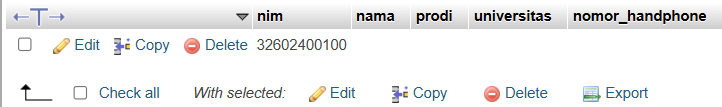 nim nama prodi universitas nomor_handphone
Edit Copy Delete 32602400100
Check all With selected: Edit Copy Delete Export